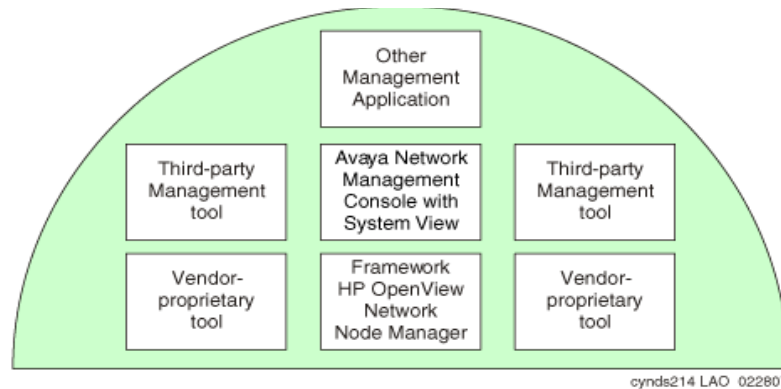 Other
Management
Application
Third-party
Management
tool
Avaya Network
Management
Console with
System View
Third-party
Management
tool
Vendor-
proprietary
tool
Framework
HP OpenView
Network
Node Manager
Vendor-
proprietary
tool
cynds214 LAO 02280